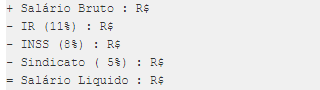 + Salário Bruto : R$
- IR (11%) : R$
- INSS (8%) : R$
- Sindicato ( 5%) : R$
= Salário Liquido : R$